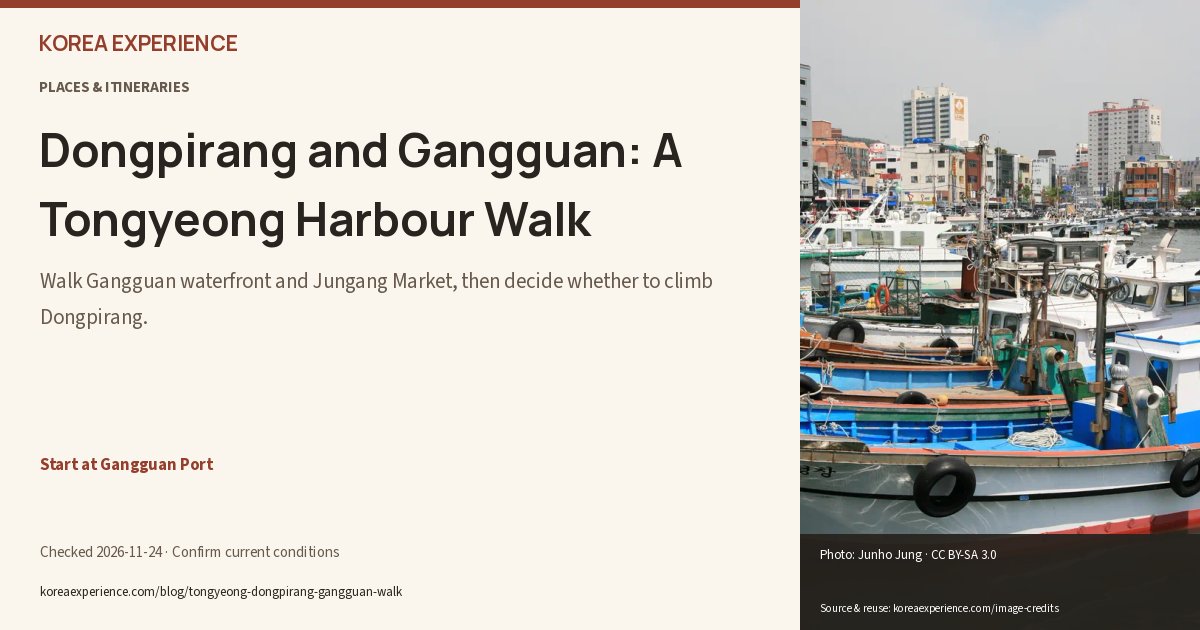 KOREA EXPERIENCE
PLACES & ITINERARIES
Dongpirang and Gangguan: A
Tongyeong Harbour Walk
Walk Gangguan waterfront and Jungang Market, then decide whether to climb
Dongpirang.
Start at Gangguan Port
Checked 2026-11-24 · Confirm current conditions
koreaexperience.com/blog/tongyeong-dongpirang-gangguan-walk
Photo: Junho Jung · CC BY-SA 3.0
Source & reuse: koreaexperience.com/image-credits